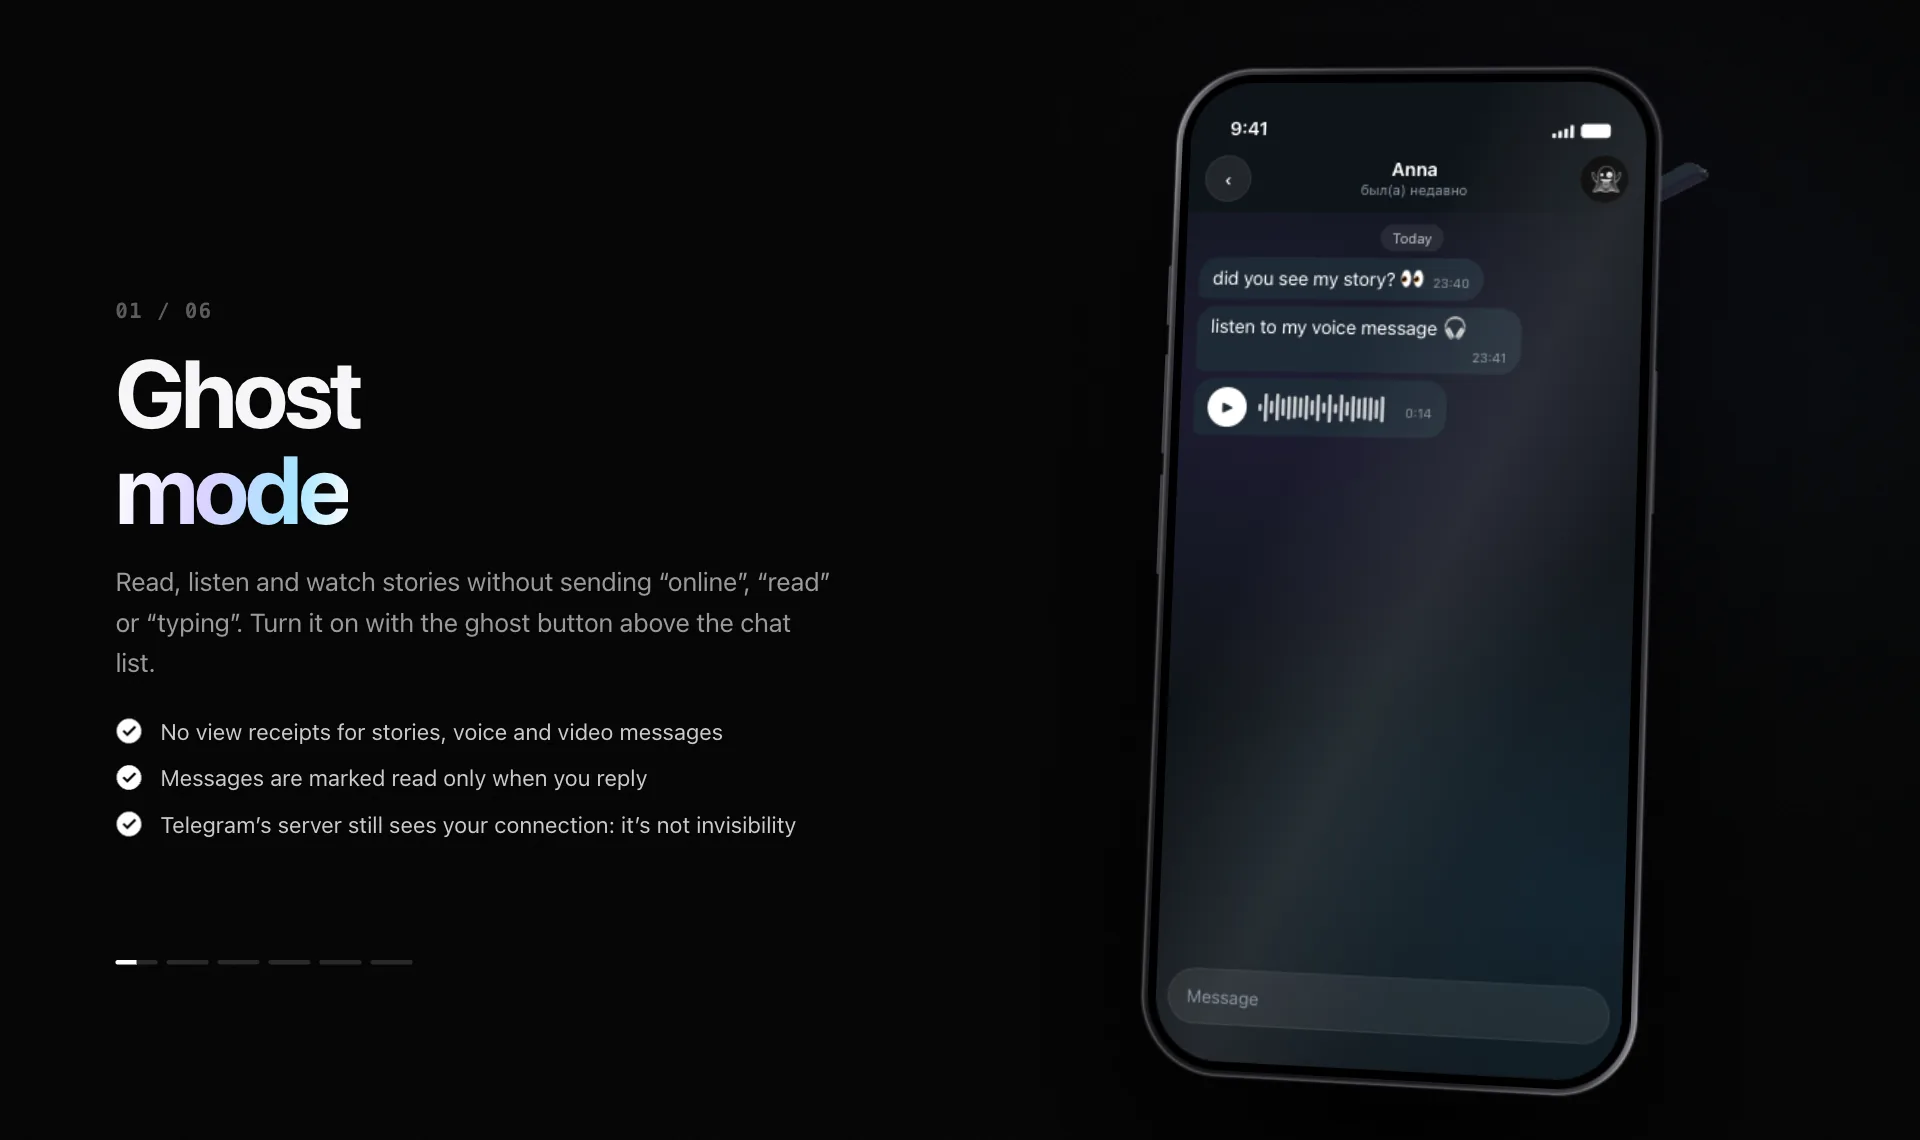 01 / 06
Ghost
mode
Read, listen and watch stories without sending “online”, “read”
or “typing”. Turn it on with the ghost button above the chat
list.
No view receipts for stories, voice and video messages
Messages are marked read only when you reply
Telegram’s server still sees your connection: it’s not invisibility
9:41
‹
Anna
был(а) недавно
Today
did you see my story? 👀 23:40
listen to my voice message 🎧
23:41
0:14
Message